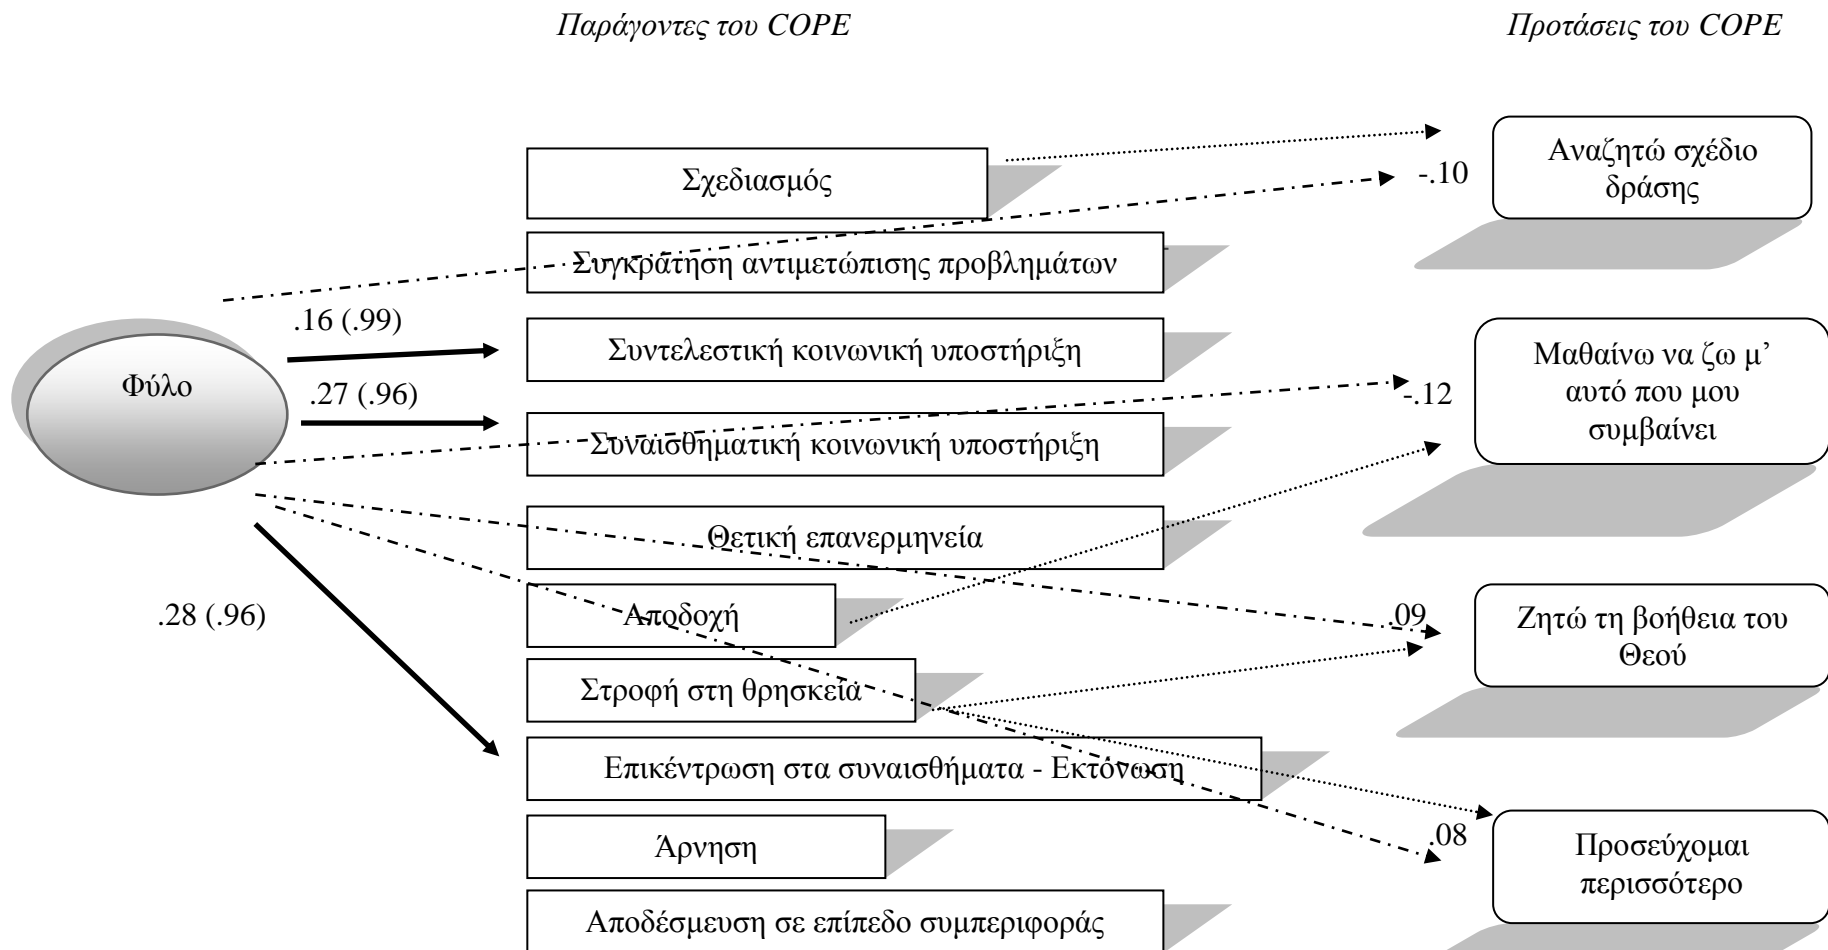 Παράγοντες του COPE
Προτάσεις του COPE
Σχεδιασμός
Αναζητώ σχέδιο
δράσης
-.10
Συγκράτηση αντιμετώπισης προβλημάτων
.16 (.99)
Συντελεστική κοινωνική υποστήριξη
Μαθαίνω να ζω μ’
αυτό που μου
συμβαίνει
Φύλο
.27 (.96)
-.12
Συναισθηματική κοινωνική υποστήριξη
Θετική επανερμηνεία
.28 (.96)
Αποδοχή
.09
Ζητώ τη βοήθεια του
Θεού
Στροφή στη θρησκεία
Επικέντρωση στα συναισθήματα - Εκτόνωση
.08
Άρνηση
Προσεύχομαι
περισσότερο
Αποδέσμευση σε επίπεδο συμπεριφοράς